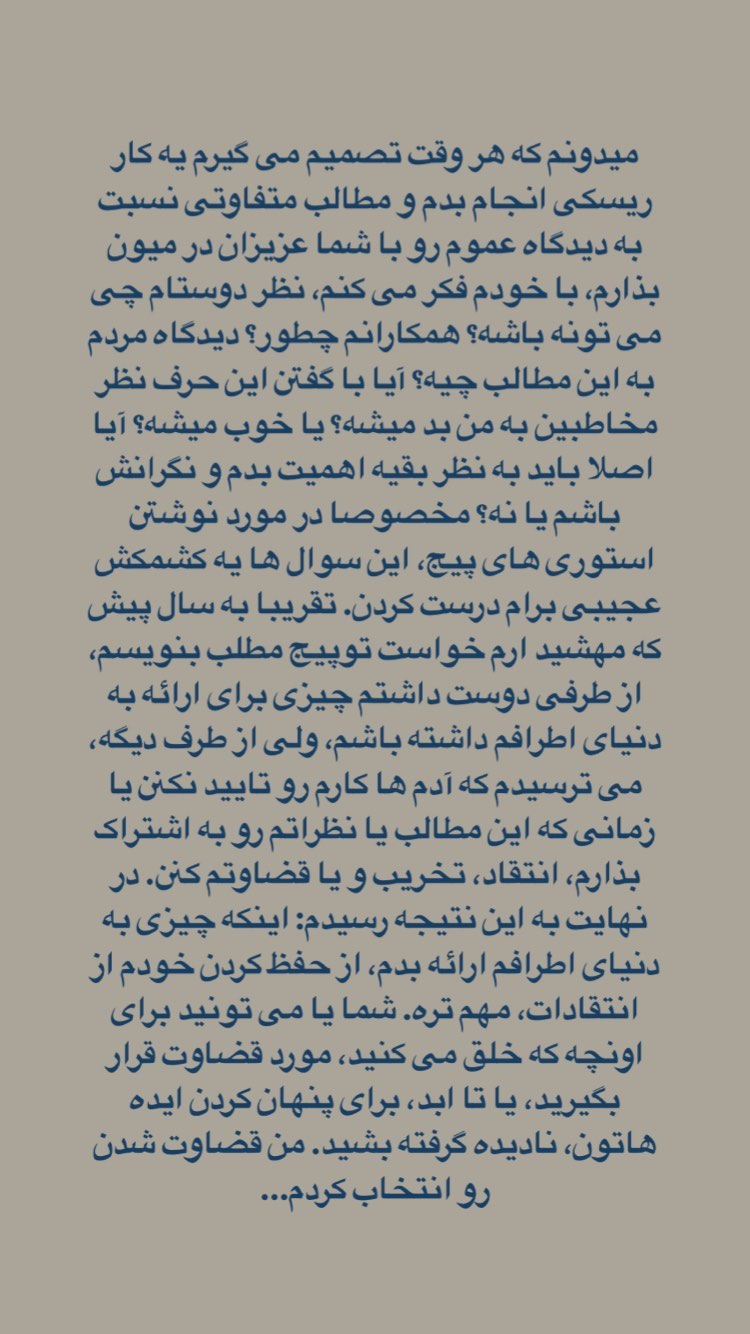 میدونم که هر وقت تصمیم می گیرم یه کار
ریسکی انجام بدم و مطالب متفاوتی نسبت
به دیدگاه عموم رو با شما عزیزان در میون
بذارم، با خودم فکر می کنم، نظر دوستام چی
می تونه باشه؟ همکارانم چطور؟ دیدگاه مردم
به این مطالب چیه؟ آیا با گفتن این حرف نظر
مخاطبین به من بد میشه؟ یا خوب میشه؟ آیا
اصلا باید به نظر بقیه اهمیت بدم و نگرانش
باشم یا نه؟ مخصوصا در مورد نوشتن
استوری های پیج، این سوال ها یه کشمکش
عجیبی برام درست کردن. تقریبا به سال پیش
که مهشید ارم خواست توپیج مطلب بنویسم،
از طرفی دوست داشتم چیزی برای ارائه به
دنیای اطرافم داشته باشم، ولی از طرف دیگه،
می ترسیدم که آدم ها کارم رو تایید نکنن یا
زمانی که این مطالب یا نظراتم رو به اشتراک
بذارم، انتقاد، تخریب و یا قضاوتم کنن. در
نهایت به این نتیجه رسیدم: اینکه چیزی به
دنیای اطرافم ارائه بدم، از حفظ کردن خودم از
انتقادات، مهم تره. شما یا می تونید برای
اونچه که خلق می کنید، مورد قضاوت قرار
بگیرید، یا تا ابد، برای پنهان کردن ایده
هاتون، نادیده گرفته بشید. من قضاوت شدن
رو انتخاب کردم...